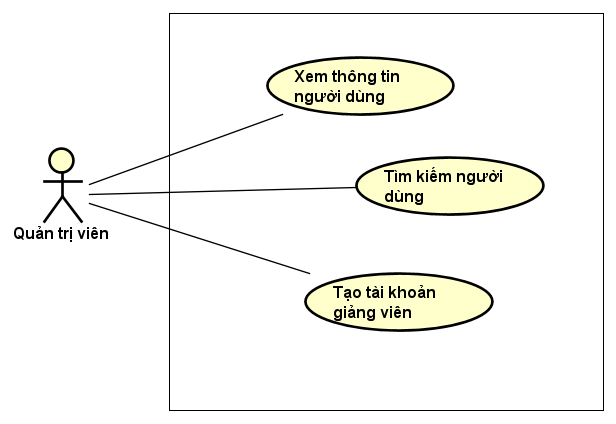 Xem thông tin
người dùng
Tìm kiếm người
dùng
Quản trị viên
Tạo tài khoản
giảng viên